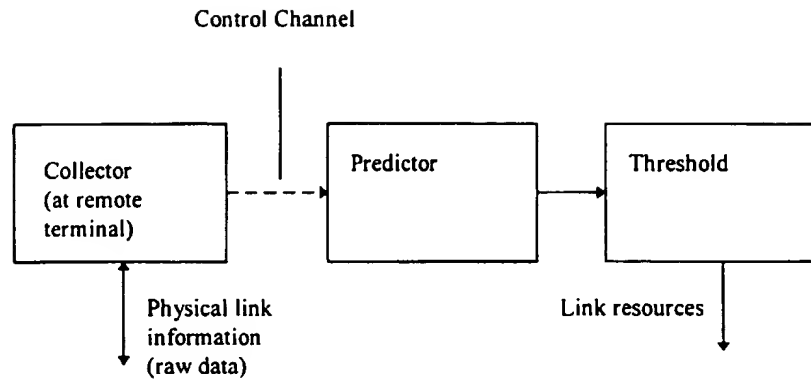 Control Channel
Collector
(at remote
terminal)
Predictor
Threshold
Physical link
information
(raw data)
Link resources